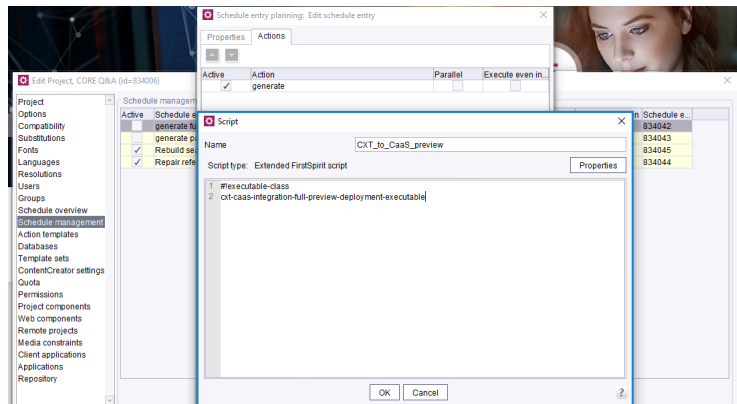 Schedule entry planning: Edit schedule entry
Properties Actions
Active Action Parallel Execute even in...
generate
Edit Project, CORE Q&A (id=834006)
Project
Options
Compatibility
Substitutions
Fonts
Languages
Resolutions
Users
Groups
Schedule overview
Schedule management
Action templates
Databases
Template sets
ContentCreator settings
Quota
Permissions
Project components
Web components
Remote projects
Media constraints
Client applications
Applications
Repository
Schedule managem
Active Schedule e n Schedule e...
generate fu 834042
generate pa 834043
Rebuild sea 834045
Repair refe 834044
Script
Name CXT_to_CaaS_preview
Script type: Extended FirstSpirit script Properties
1 #!executable-class
2 cxt-caas-integration-full-preview-deployment-executable
OK Cancel ?